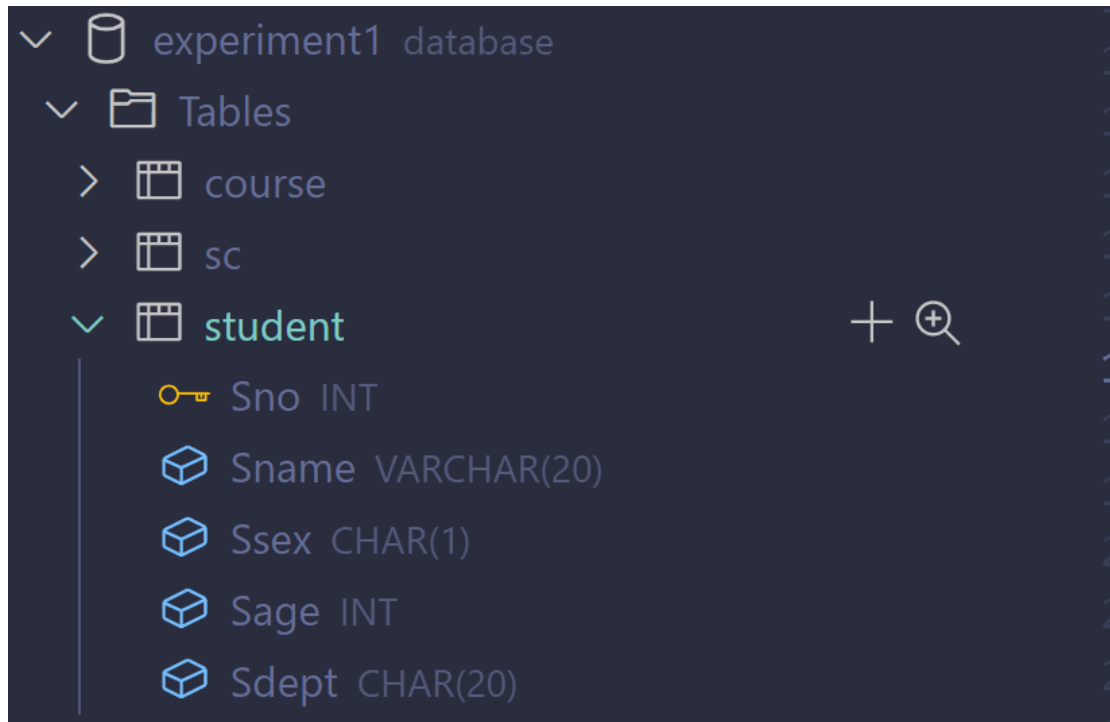 experiment1 database
Tables
course
sc
student
Sno INT
Sname VARCHAR(20)
Ssex CHAR(1)
Sage INT
Sdept CHAR(20)